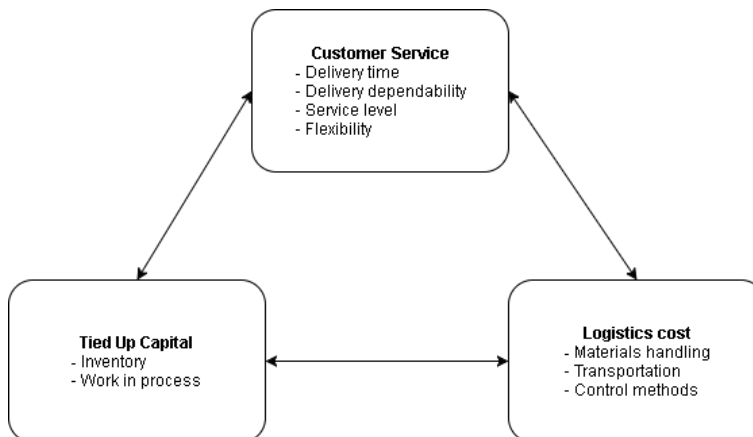 Customer Service
- Delivery time
- Delivery dependability
- Service level
- Flexibility
Tied Up Capital
- Inventory
- Work in process
Logistics cost
- Materials handling
- Transportation
- Control methods